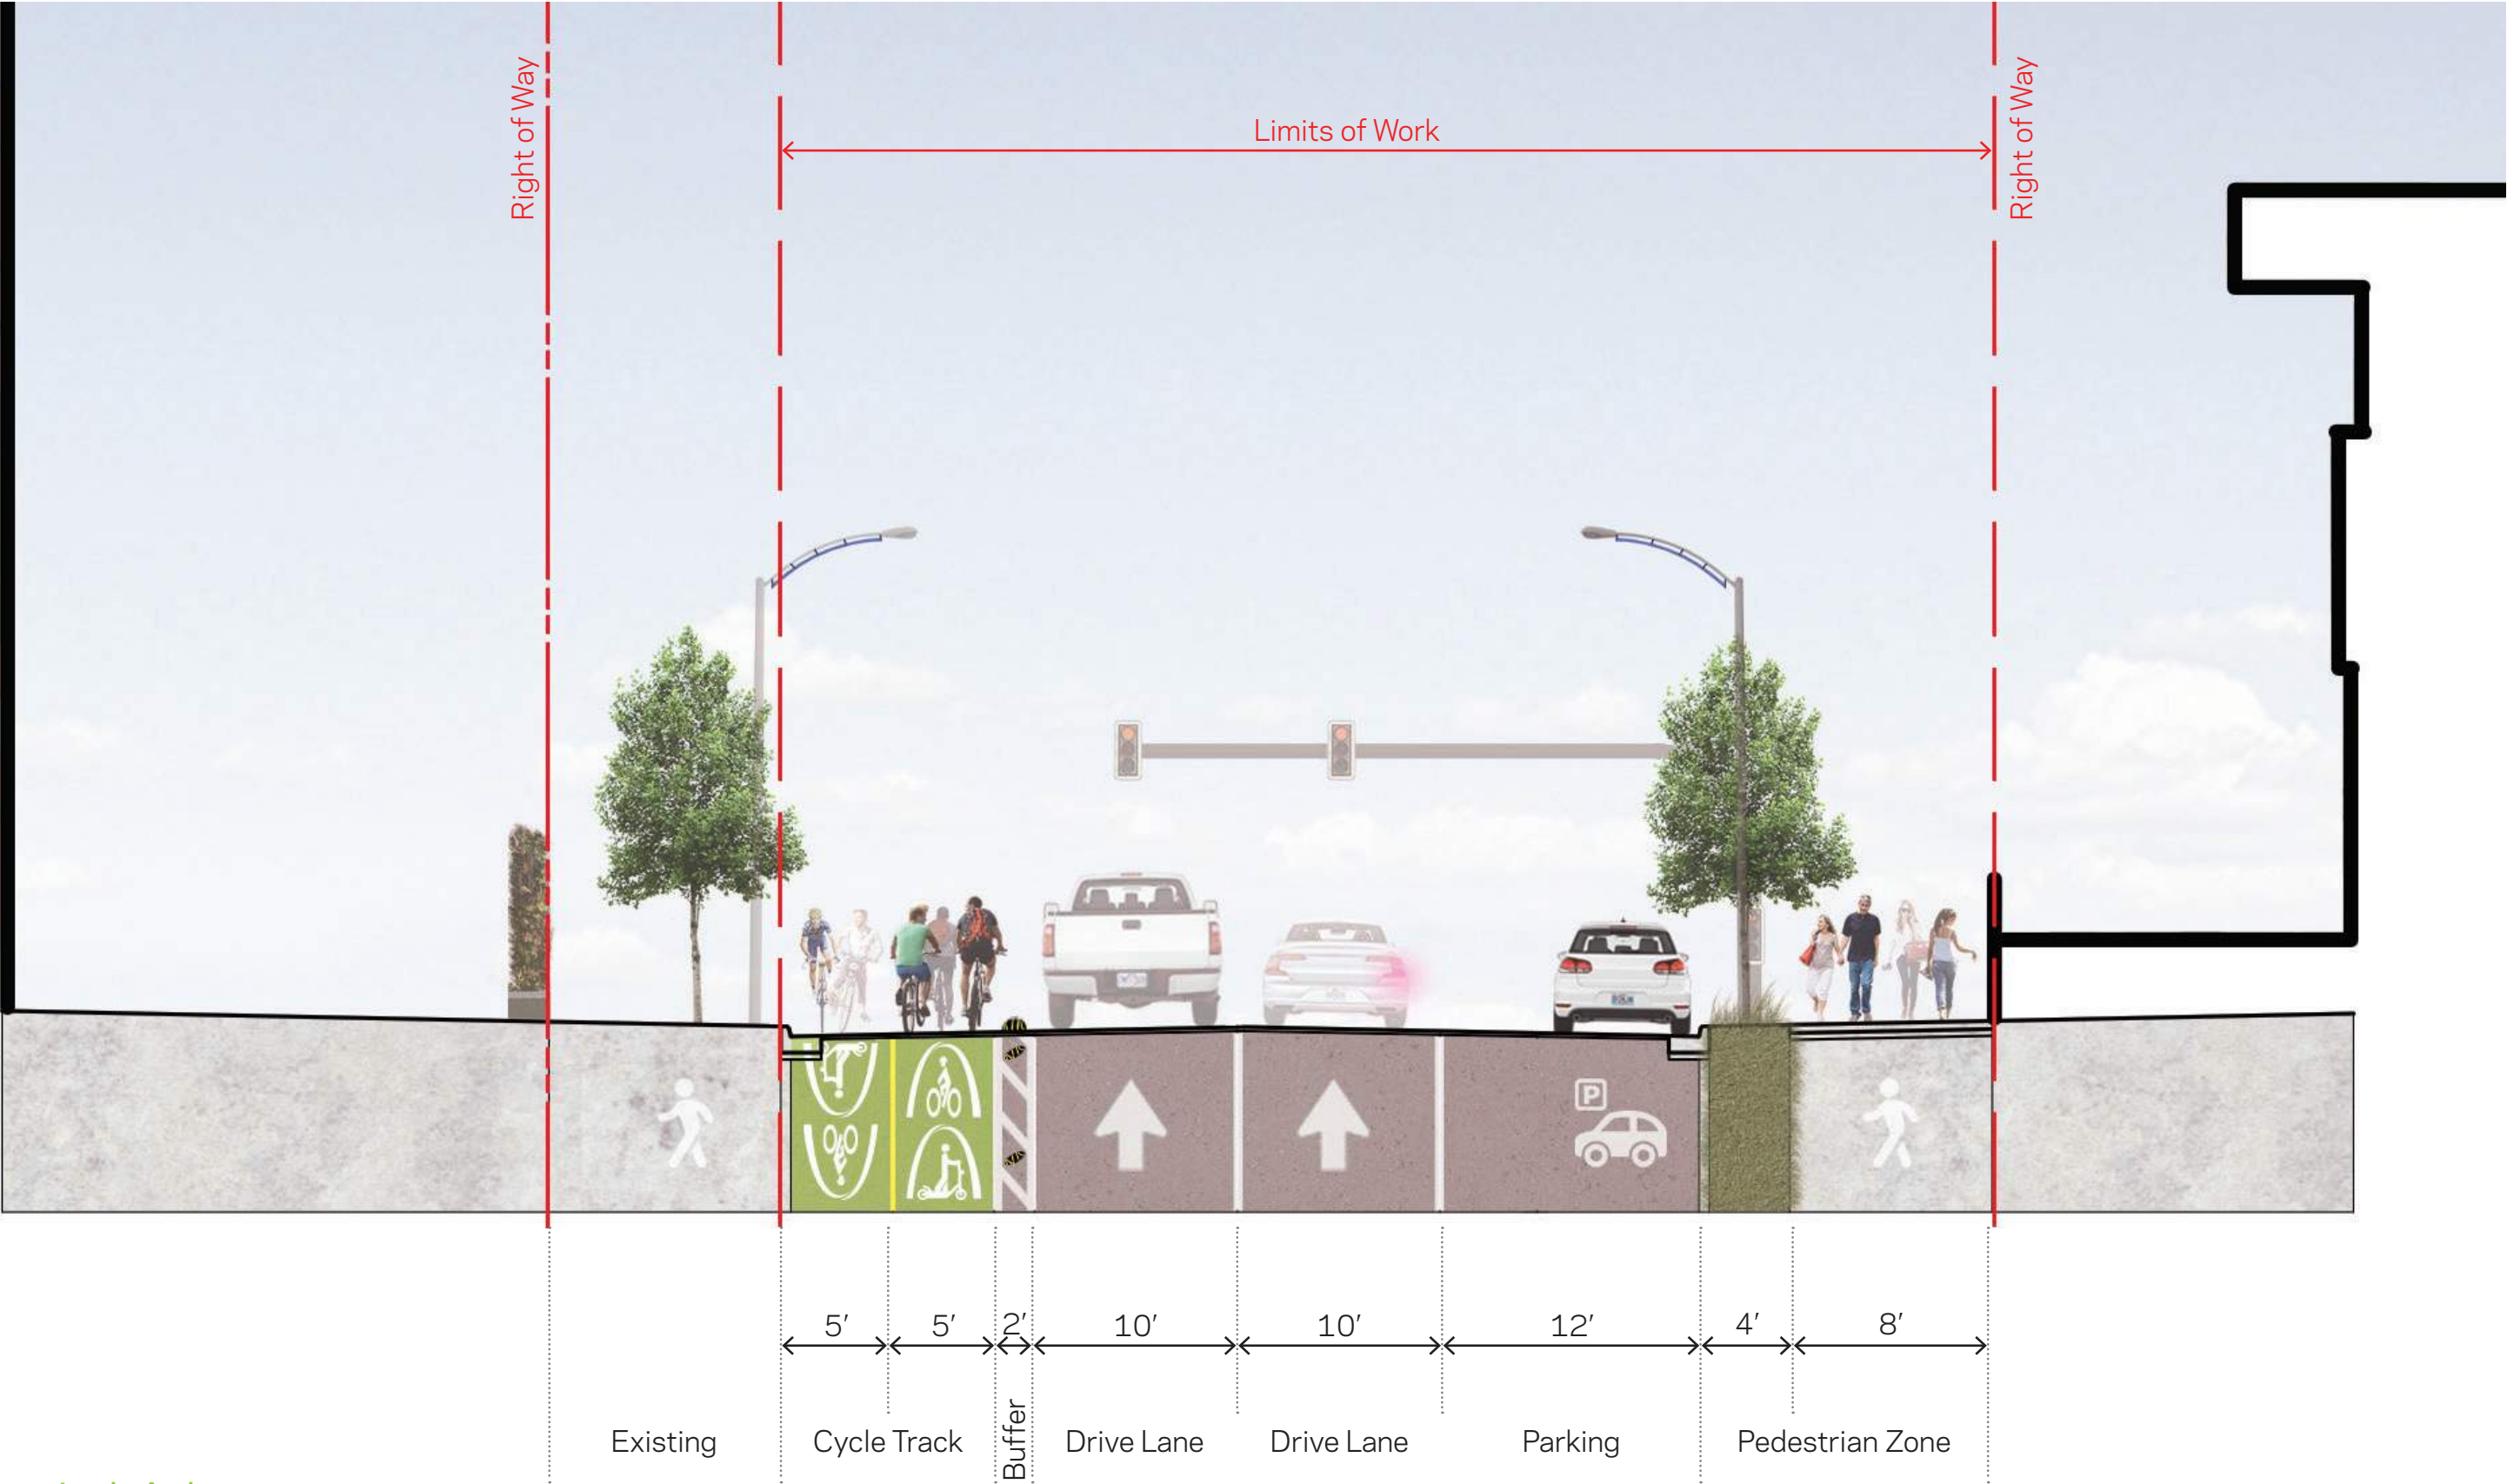 Right of Way
Limits of Work
Right of Way
P
5′
5′
2′
10′
10′
12′
4′
8′
Existing
Cycle Track
Buffer
Drive Lane
Drive Lane
Parking
Pedestrian Zone